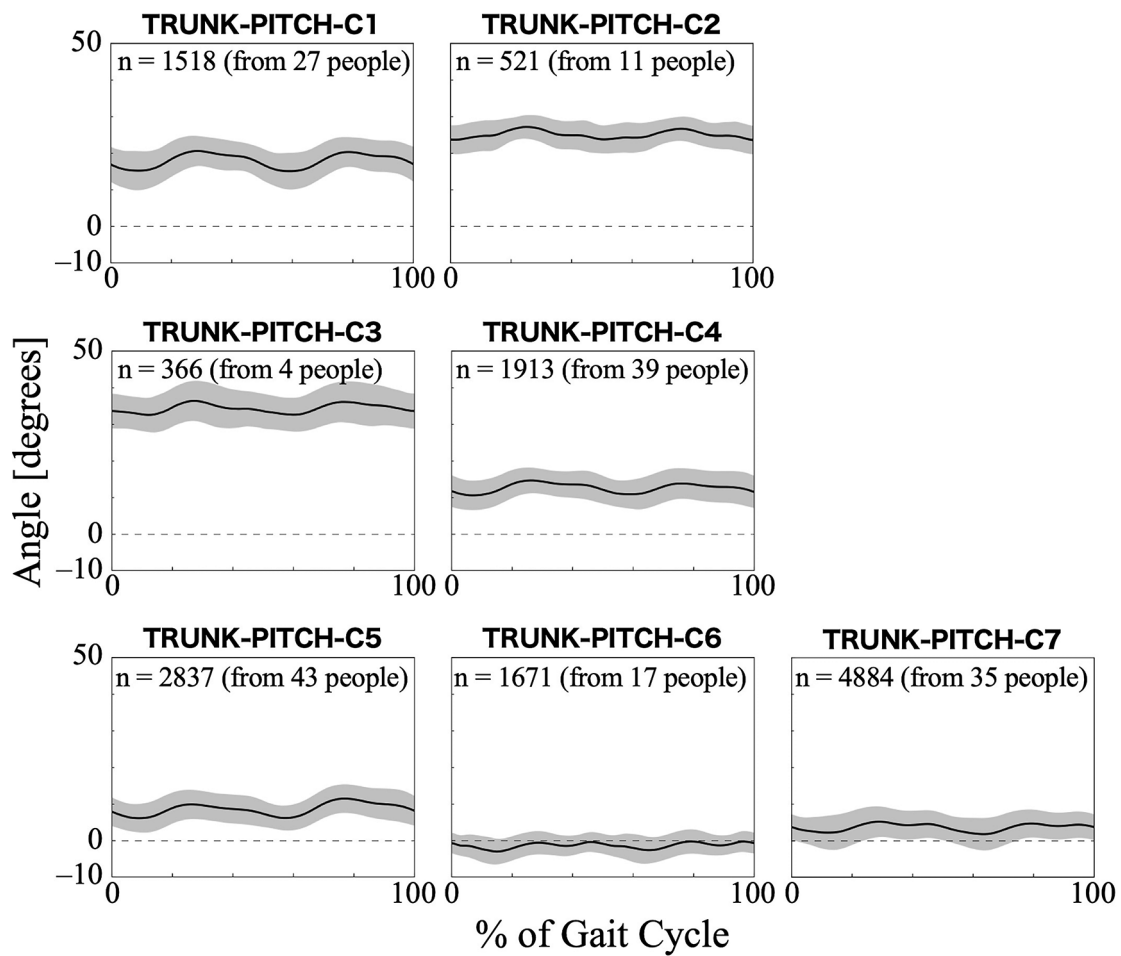 TRUNK-PITCH-C1
TRUNK-PITCH-C2
50
n = 1518 (from 27 people)
n = 521 (from 11 people)
0
–10
0
100
0
100
TRUNK-PITCH-C3
TRUNK-PITCH-C4
50
n = 366 (from 4 people)
n = 1913 (from 39 people)
0
–10
0
100
0
100
Angle [degrees]
TRUNK-PITCH-C5
TRUNK-PITCH-C6
TRUNK-PITCH-C7
50
n = 2837 (from 43 people)
n = 1671 (from 17 people)
n = 4884 (from 35 people)
0
–10
0
100
0
100
0
100
% of Gait Cycle